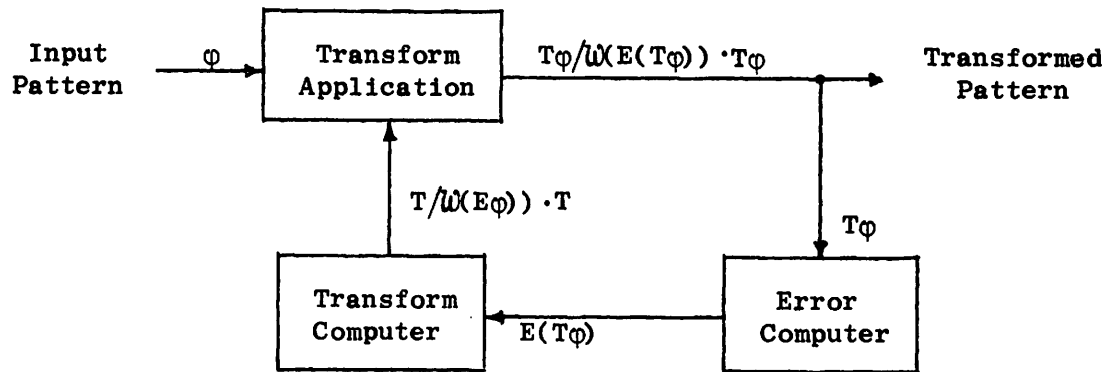 Input
Pattern
φ
Transform
Application
Tφ/W(E(Tφ))·Tφ
Transformed
Pattern
T/W(Eφ))·T
Tφ
Transform
Computer
E(Tφ)
Error
Computer